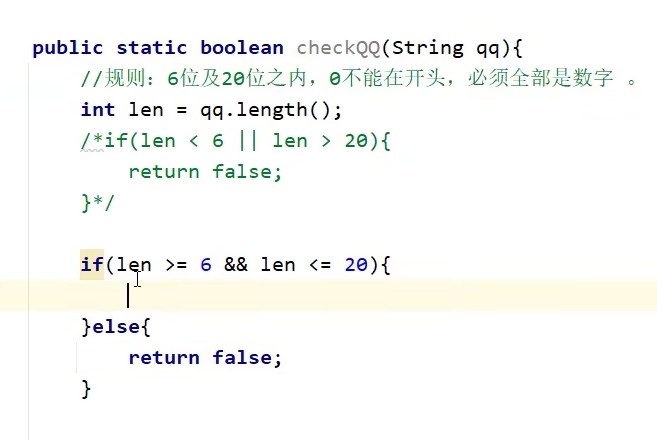 public static boolean checkQQ(String qq){
//规则：6位及20位之内，0不能在开头，必须全部是数字 。
int len = qq.length();
/*if(len < 6 || len > 20){
return false;
}*/
if(len >= 6 && len <= 20){
}else{
return false;
}